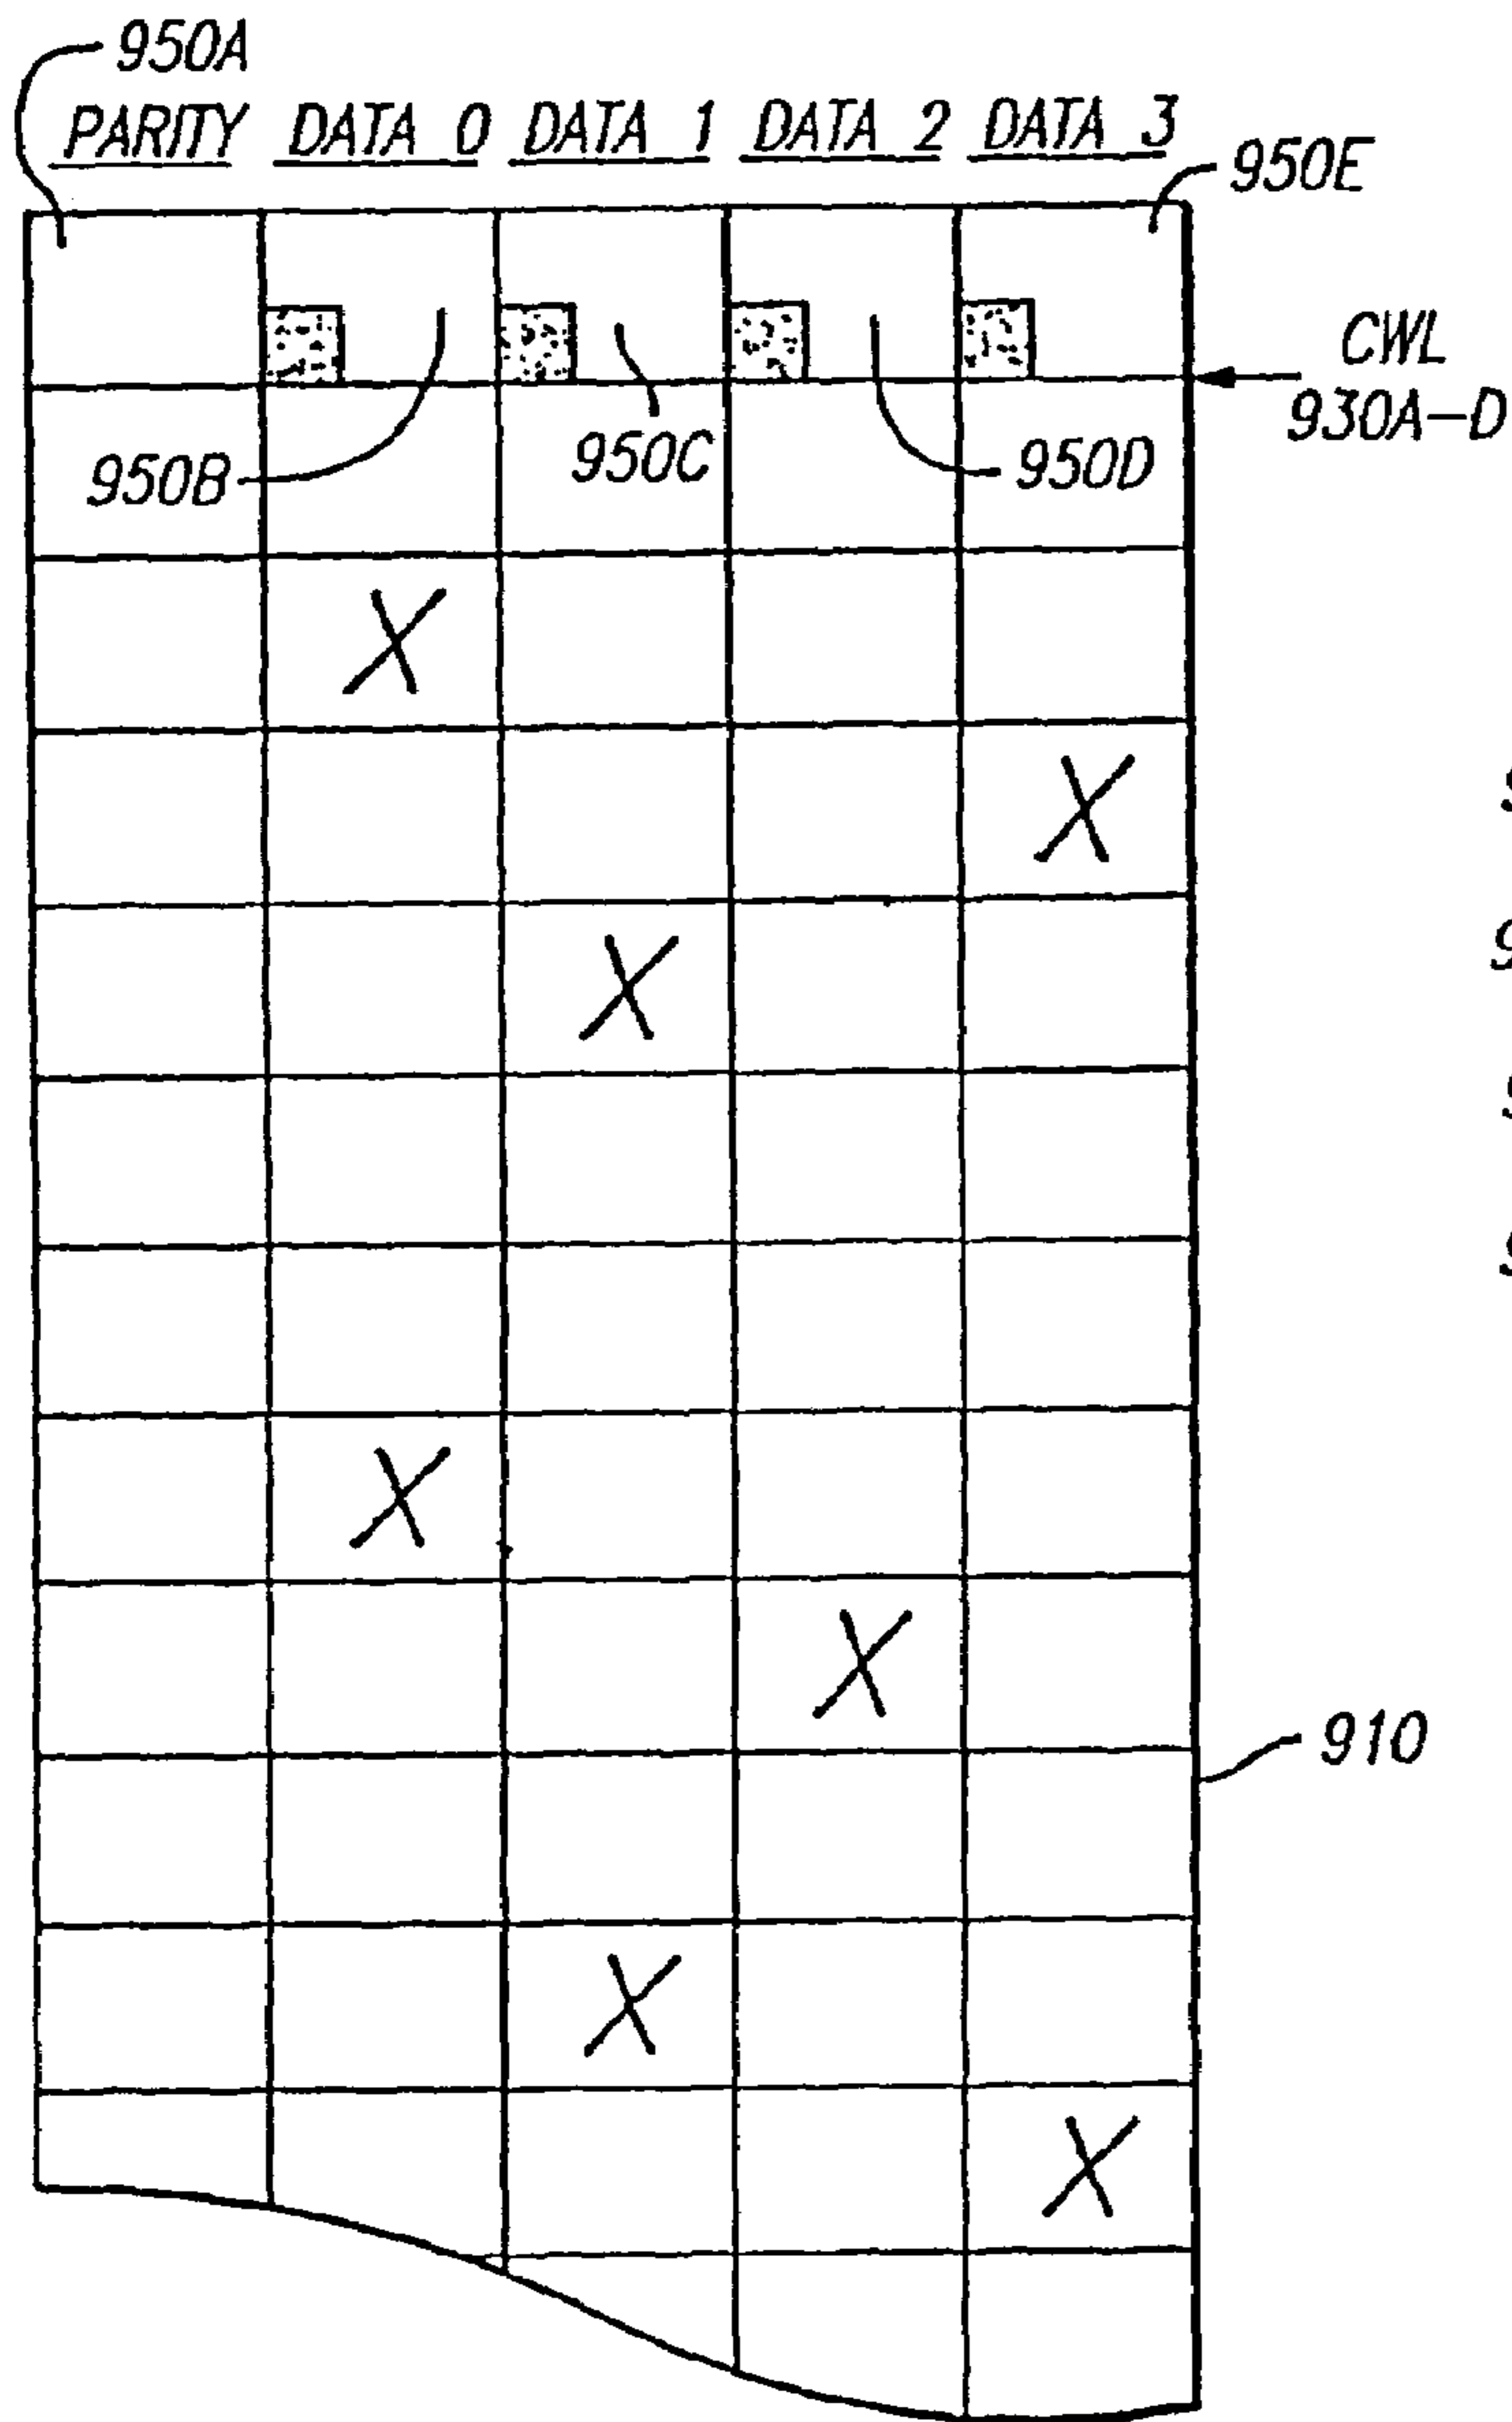 950A
PARITY DATA 0 DATA 1 DATA 2 DATA 3
950E
CWL
930A-D
950B 950C 950D
X
X
X
X
X
910
X
X